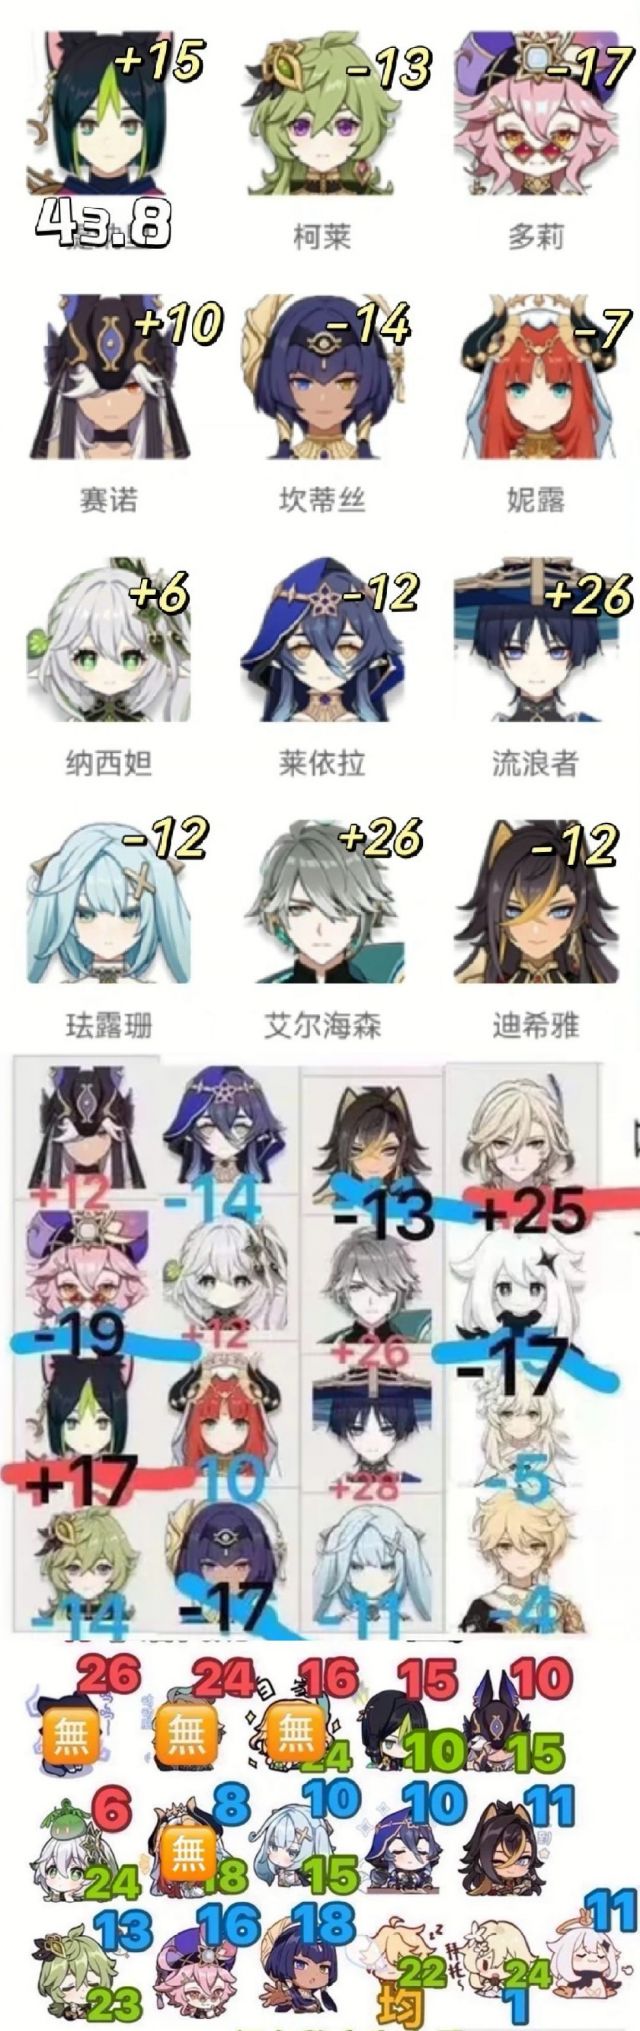 +15 -13 -17
43.8
柯莱 多莉
+10 -14 -7
赛诺 坎蒂丝 妮露
+6 -12 +26
纳西妲 莱依拉 流浪者
-12 +26 -12
珐露珊 艾尔海森 迪希雅
+12 -14 -13 +25
-19 +12 +26 -17
+17 10 +28 -5
-14 -17 -11 -4
26 24 16 15 10
無 無 無
24 10 15
6 8 10 10 11
無
24 18 15
13 16 18 11
23 22 24
均 1